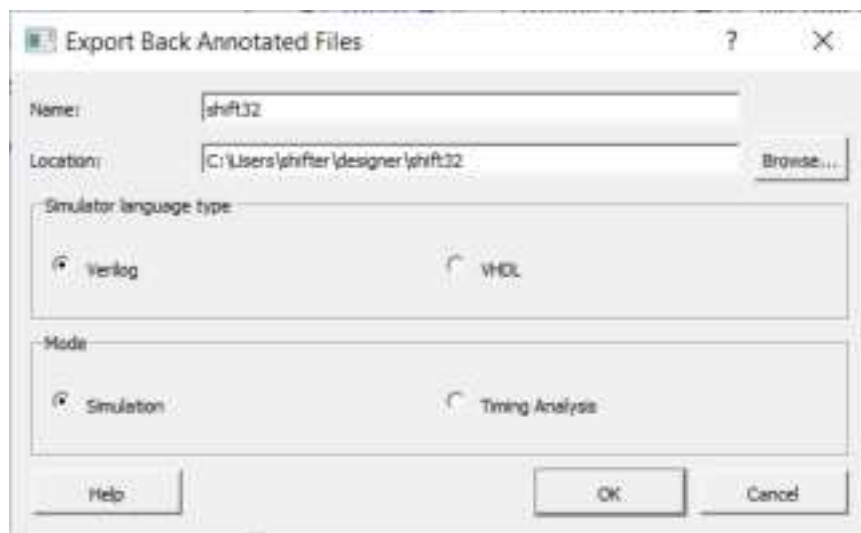 Export Back Annotated Files ?
Name: shift32
Location: C:\Users\shifter\designer\shift32 Browse...
Simulator language type
Verilog VHDL
Mode
Simulation Timing Analysis
Help OK Cancel